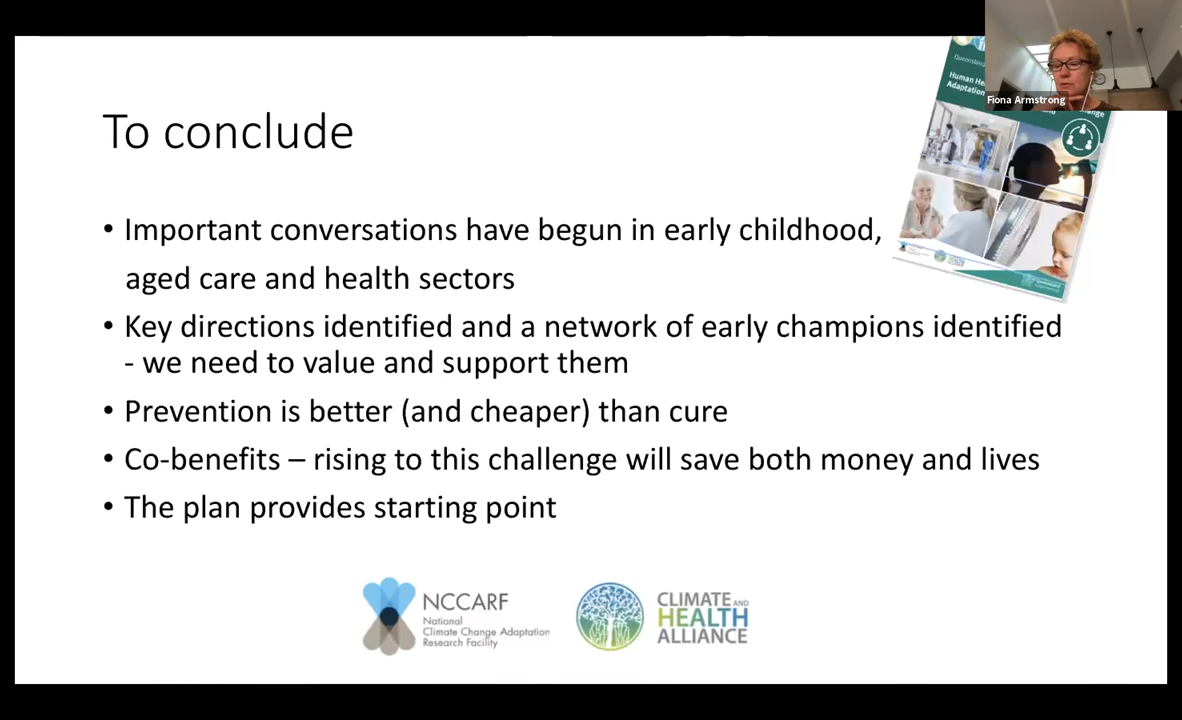 Fiona Armstrong
Queensland
Human He
Adaptation
ange
To conclude
• Important conversations have begun in early childhood,
aged care and health sectors
• Key directions identified and a network of early champions identified
- we need to value and support them
• Prevention is better (and cheaper) than cure
• Co-benefits – rising to this challenge will save both money and lives
• The plan provides starting point
NCCARF
National
Climate Change Adaptation
Research Facility
CLIMATE AND
HEALTH
ALLIANCE